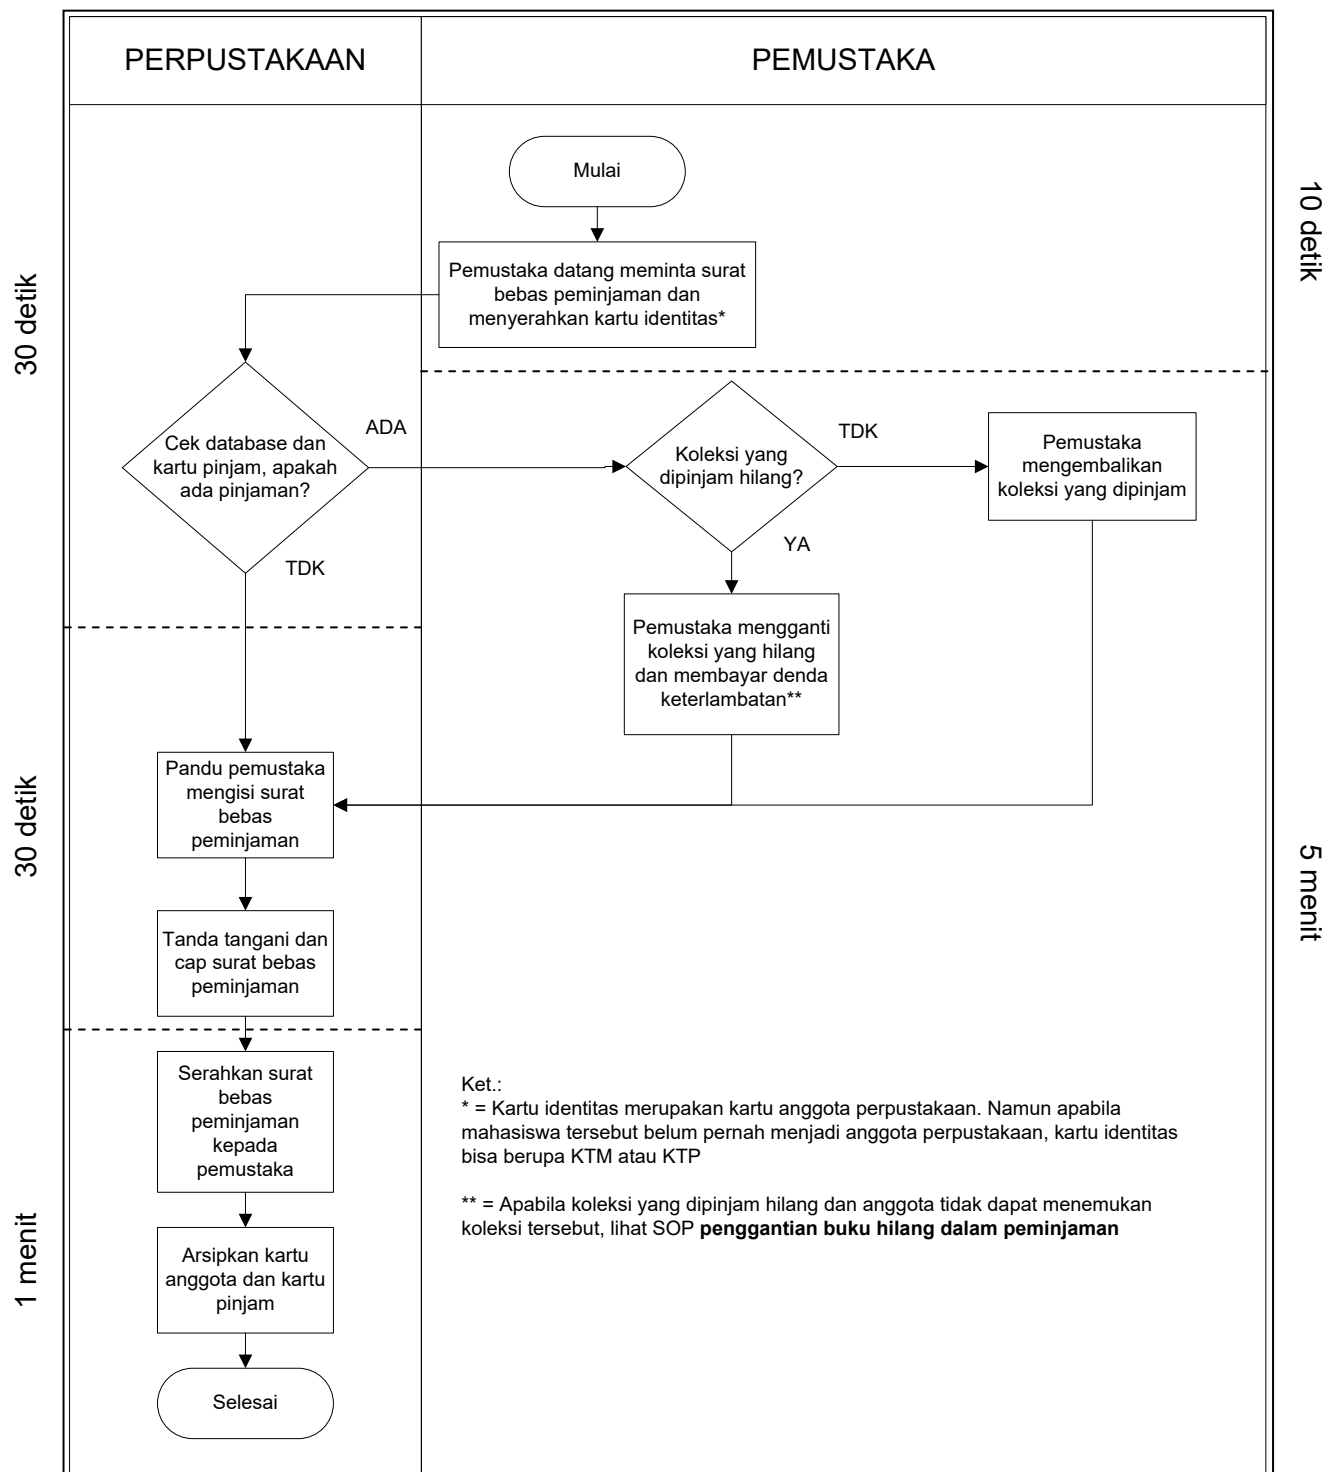 PERPUSTAKAAN
PEMUSTAKA
Mulai
10 detik
Pemustaka datang meminta surat
bebas peminjaman dan
menyerahkan kartu identitas*
30 detik
Cek database dan
kartu pinjam, apakah
ada pinjaman?
ADA
TDK
Koleksi yang
dipinjam hilang?
TDK
YA
Pemustaka
mengembalikan
koleksi yang dipinjam
Pemustaka mengganti
koleksi yang hilang
dan membayar denda
keterlambatan**
30 detik
Pandu pemustaka
mengisi surat
bebas
peminjaman
5 menit
Tanda tangani dan
cap surat bebas
peminjaman
Serahkan surat
bebas
peminjaman
kepada
pemustaka
Ket.:
* = Kartu identitas merupakan kartu anggota perpustakaan. Namun apabila
mahasiswa tersebut belum pernah menjadi anggota perpustakaan, kartu identitas
bisa berupa KTM atau KTP
** = Apabila koleksi yang dipinjam hilang dan anggota tidak dapat menemukan
koleksi tersebut, lihat SOP penggantian buku hilang dalam peminjaman
1 menit
Arsipkan kartu
anggota dan kartu
pinjam
Selesai